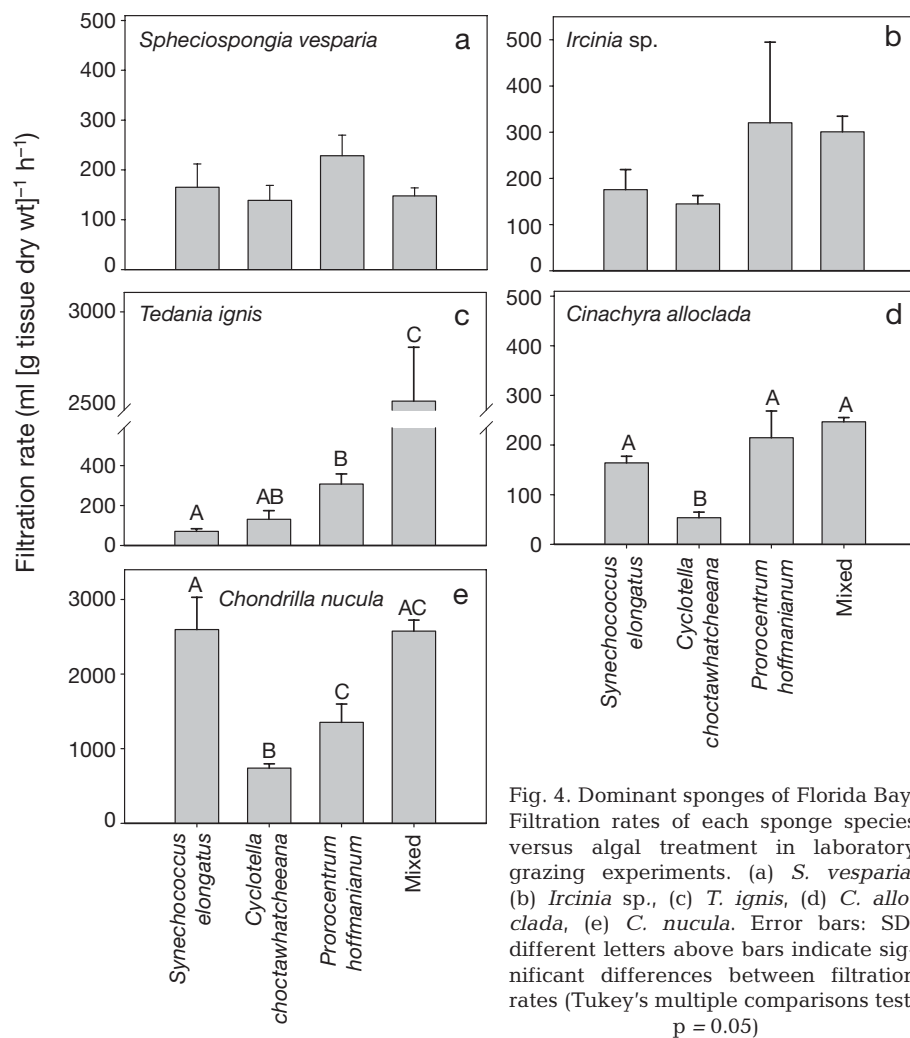 Filtration rate (ml [g tissue dry wt]⁻¹ h⁻¹)
500
400
300
200
100
0
Spheciospongia vesparia
a
500
400
300
200
100
0
Ircinia sp.
b
3000
2500
400
200
0
Tedania ignis
c
A
AB
B
C
500
400
300
200
100
0
Cinachyra alloclada
d
A
B
A
A
Synechococcus
elongatus
Cyclotella
choctawhatcheeana
Prorocentrum
hoffmanianum
Mixed
3000
2000
1000
0
Chondrilla nucula
e
A
B
C
AC
Synechococcus
elongatus
Cyclotella
choctawhatcheeana
Prorocentrum
hoffmanianum
Mixed
Fig. 4. Dominant sponges of Florida Bay
Filtration rates of each sponge species
versus algal treatment in laboratory
grazing experiments. (a) S. vesparia
(b) Ircinia sp., (c) T. ignis, (d) C. allo-
clada, (e) C. nucula. Error bars: SD
different letters above bars indicate sig-
nificant differences between filtration
rates (Tukey's multiple comparisons test
p = 0.05)